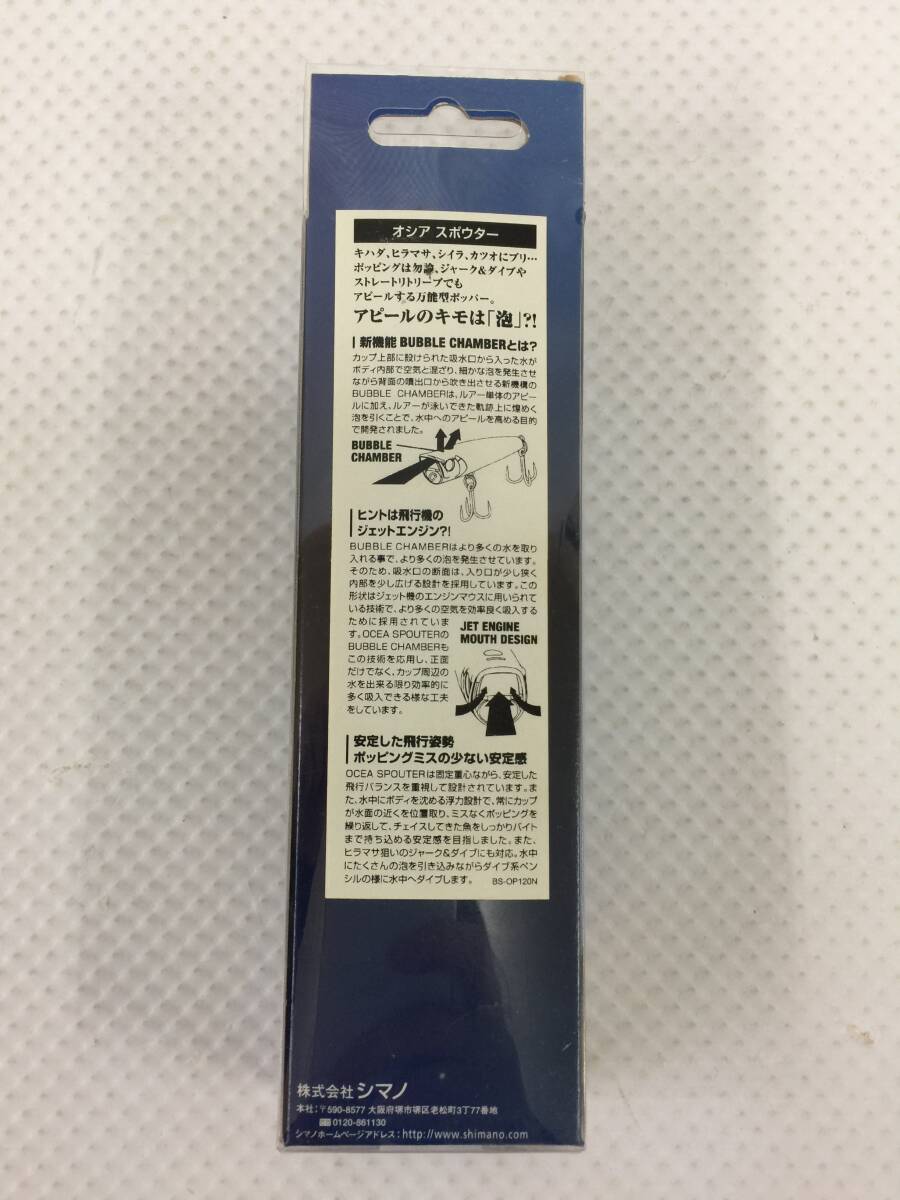 オシア スポウター
キハダ、ヒラマサ、シイラ、カツオにブリ…
ポッピングは勿論、ジャーク&ダイブや
ストレートリトリーブでも
アピールする万能型ポッパー。
アピールのキモは「泡」?!
新機能 BUBBLE CHAMBERとは?
カップ上部に設けられた吸水口から入った水が
ボディ内部で空気と混ざり、細かな泡を発生させ
ながら背面の噴出口から吹き出させる新機構の
BUBBLE CHAMBERは、ルアー単体のアピー
ルに加え、ルアーが泳いできた軌跡上に煌めく
泡を引くことで、水中へのアピールを高める目的
で開発されました。
BUBBLE
CHAMBER
ヒントは飛行機の
ジェットエンジン?!
BUBBLE CHAMBERはより多くの水を取り
入れる事で、より多くの泡を発生させています。
そのため、吸水口の断面は、入り口が少し狭く
内部を少し広げる設計を採用しています。この
形状はジェット機のエンジンマウスに用いられて
いる技術で、より多くの空気を効率良く吸入する
ために採用されていま
す。OCEA SPOUTERの
BUBBLE CHAMBERも
この技術を応用し、正面
だけでなく、カップ周辺の
水を出来る限り効率的に
多く吸入できる様な工夫
をしています。
JET ENGINE
MOUTH DESIGN
安定した飛行姿勢
ポッピングミスの少ない安定感
OCEA SPOUTERは固定重心ながら、安定した
飛行バランスを重視して設計されています。ま
た、水中にボディを沈める浮力設計で、常にカップ
が水面の近くを位置取り、ミスなくポッピングを
繰り返して、チェイスしてきた魚をしっかりバイト
まで持ち込める安定感を目指しました。また、
ヒラマサ狙いのジャーク&ダイブにも対応。水中
にたくさんの泡を引き込みながらダイブ系ペン
シルの様に水中へダイブします。 BS-OP120N
株式会社 シマノ
本社:〒590-8577 大阪府堺市堺区老松町3丁77番地
0120-861130
シマノホームページアドレス:http://www.shimano.com